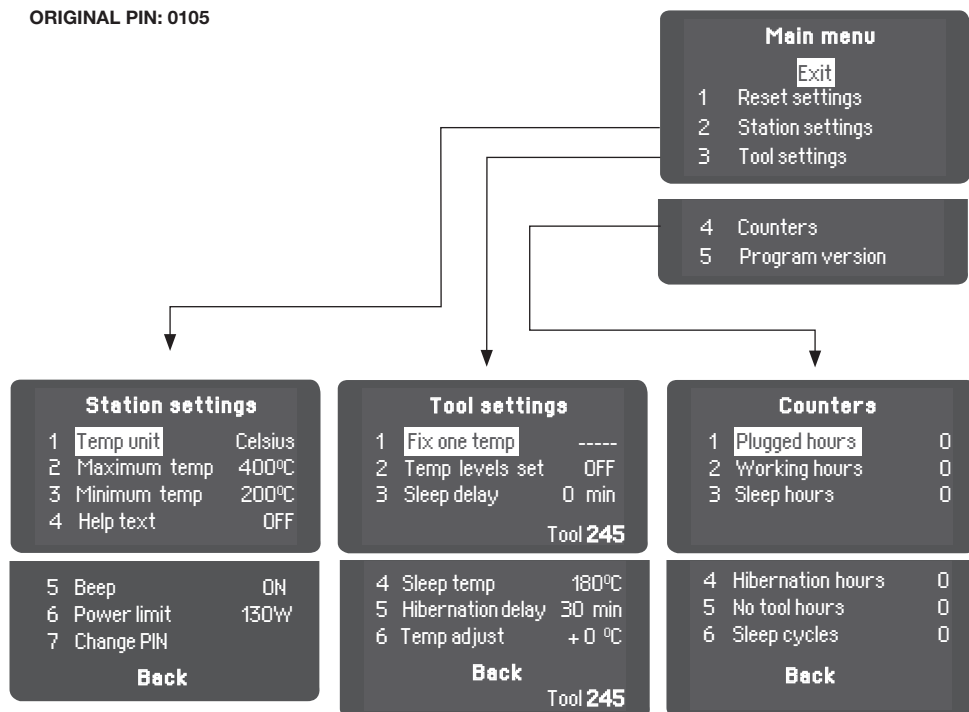 ORIGINAL PIN: 0105
Main menu
Exit
1 Reset settings
2 Station settings
3 Tool settings
4 Counters
5 Program version
Station settings
1 Temp unit Celsius
2 Maximum temp 400ºC
3 Minimum temp 200ºC
4 Help text OFF
5 Beep ON
6 Power limit 130W
7 Change PIN
Back
Tool settings
1 Fix one temp -----
2 Temp levels set OFF
3 Sleep delay 0 min
Tool 245
4 Sleep temp 180ºC
5 Hibernation delay 30 min
6 Temp adjust +0 ºC
Back
Tool 245
Counters
1 Plugged hours 0
2 Working hours 0
3 Sleep hours 0
4 Hibernation hours 0
5 No tool hours 0
6 Sleep cycles 0
Back